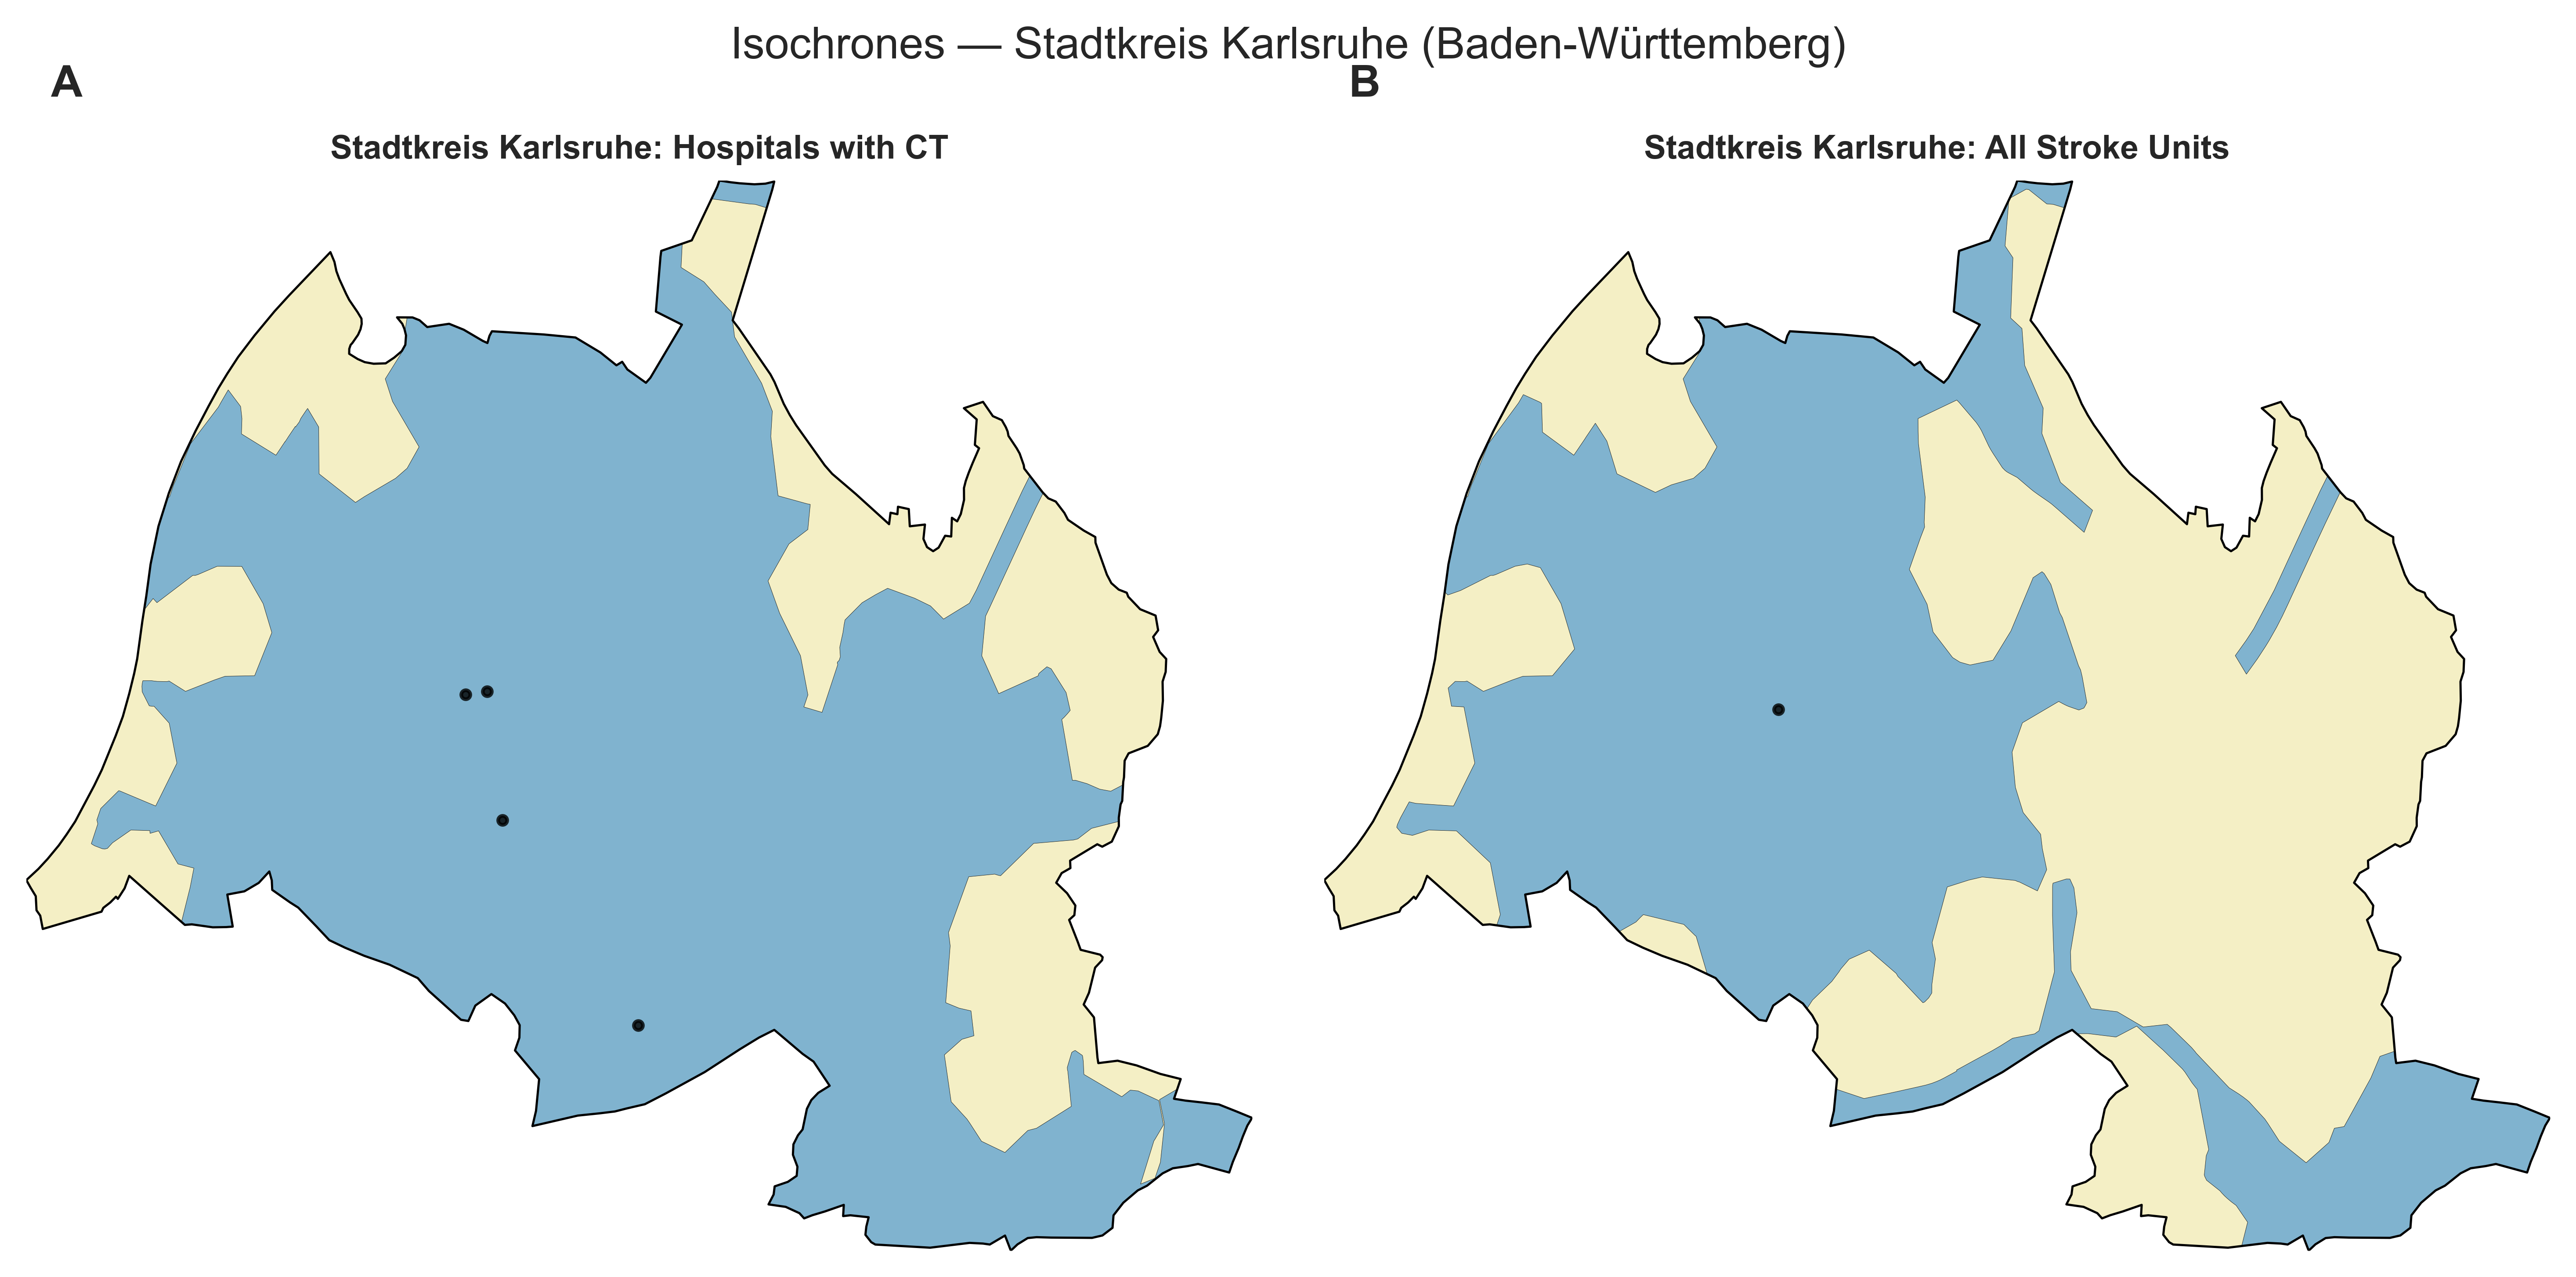 Isochrones — Stadtkreis Karlsruhe (Baden-Württemberg)
A
B
Stadtkreis Karlsruhe: Hospitals with CT
Stadtkreis Karlsruhe: All Stroke Units